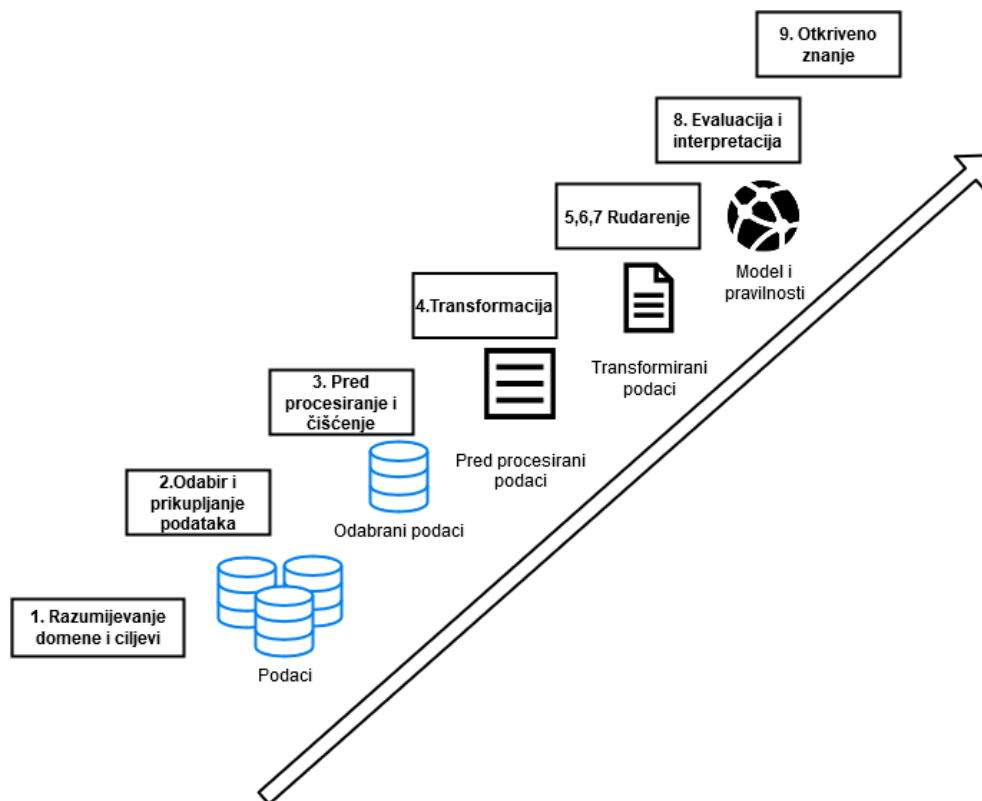 9. Otkriveno
znanje
8. Evaluacija i
interpretacija
5,6,7 Rudarenje
Model i
pravilnosti
4.Transformacija
Transformirani
podaci
3. Pred
procesiranje i
čišćenje
Pred procesirani
podaci
2.Odabir i
prikupljanje
podataka
Odabrani podaci
1. Razumijevanje
domene i ciljevi
Podaci